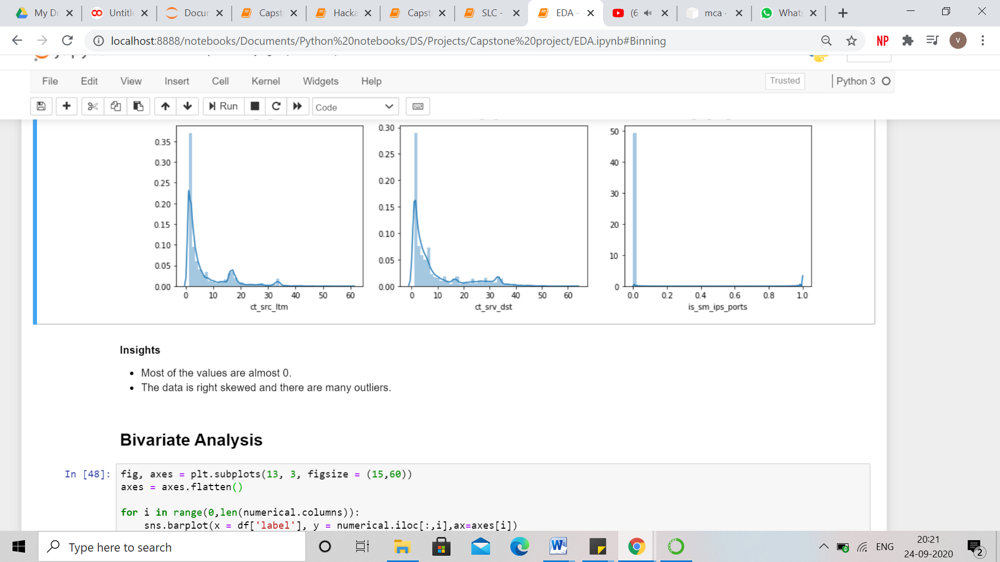 My Dr
Untitle
Docur
Capst
Hacka
Capst
SLC -
EDA -
(6
mca -
What
localhost:8888/notebooks/Documents/Python%20notebooks/DS/Projects/Capstone%20project/EDA.ipynb#Binning
NP
V
File Edit View Insert Cell Kernel Widgets Help
Trusted
Python 3
Run
Code
0.35
0.30
0.25
0.20
0.15
0.10
0.05
0.00
0 10 20 30 40 50 60
ct_src_ltm
0.30
0.25
0.20
0.15
0.10
0.05
0.00
0 10 20 30 40 50 60
ct_srv_dst
50
40
30
20
10
0
0.0 0.2 0.4 0.6 0.8 1.0
is_sm_ips_ports
Insights
• Most of the values are almost 0.
• The data is right skewed and there are many outliers.
Bivariate Analysis
In [48]:
fig, axes = plt.subplots(13, 3, figsize = (15,60))
axes = axes.flatten()
for i in range(0,len(numerical.columns)):
    sns.barplot(x = df['label'], y = numerical.iloc[:,i],ax=axes[i])
Type here to search
W
ENG
20:21
24-09-2020
2